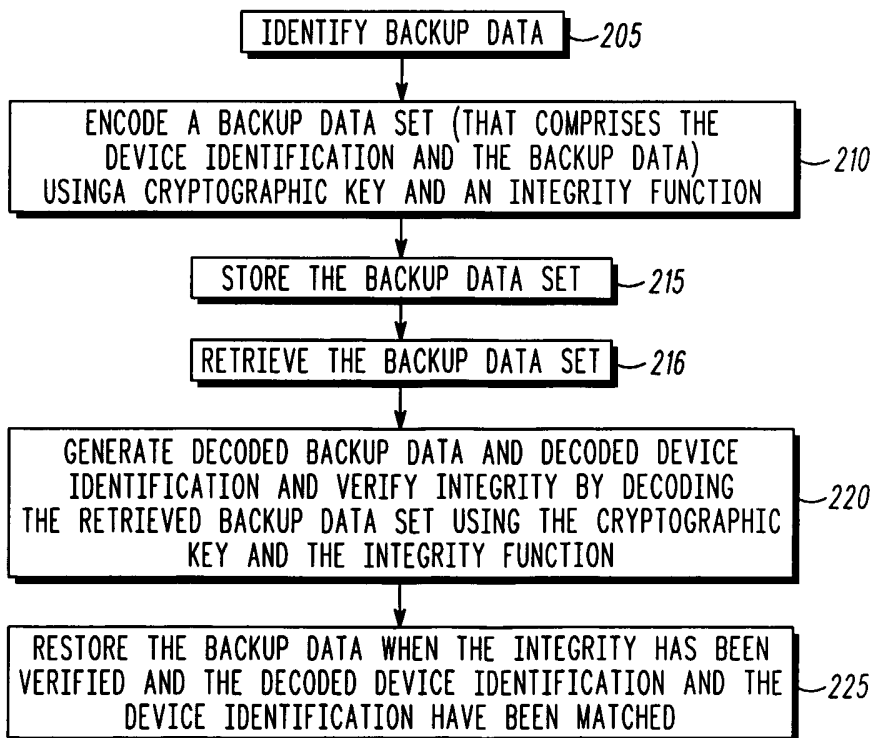 IDENTIFY BACKUP DATA
205
ENCODE A BACKUP DATA SET (THAT COMPRISES THE
DEVICE IDENTIFICATION AND THE BACKUP DATA)
USINGA CRYPTOGRAPHIC KEY AND AN INTEGRITY FUNCTION
210
STORE THE BACKUP DATA SET
215
RETRIEVE THE BACKUP DATA SET
216
GENERATE DECODED BACKUP DATA AND DECODED DEVICE
IDENTIFICATION AND VERIFY INTEGRITY BY DECODING
THE RETRIEVED BACKUP DATA SET USING THE CRYPTOGRAPHIC
KEY AND THE INTEGRITY FUNCTION
220
RESTORE THE BACKUP DATA WHEN THE INTEGRITY HAS BEEN
VERIFIED AND THE DECODED DEVICE IDENTIFICATION AND THE
DEVICE IDENTIFICATION HAVE BEEN MATCHED
225